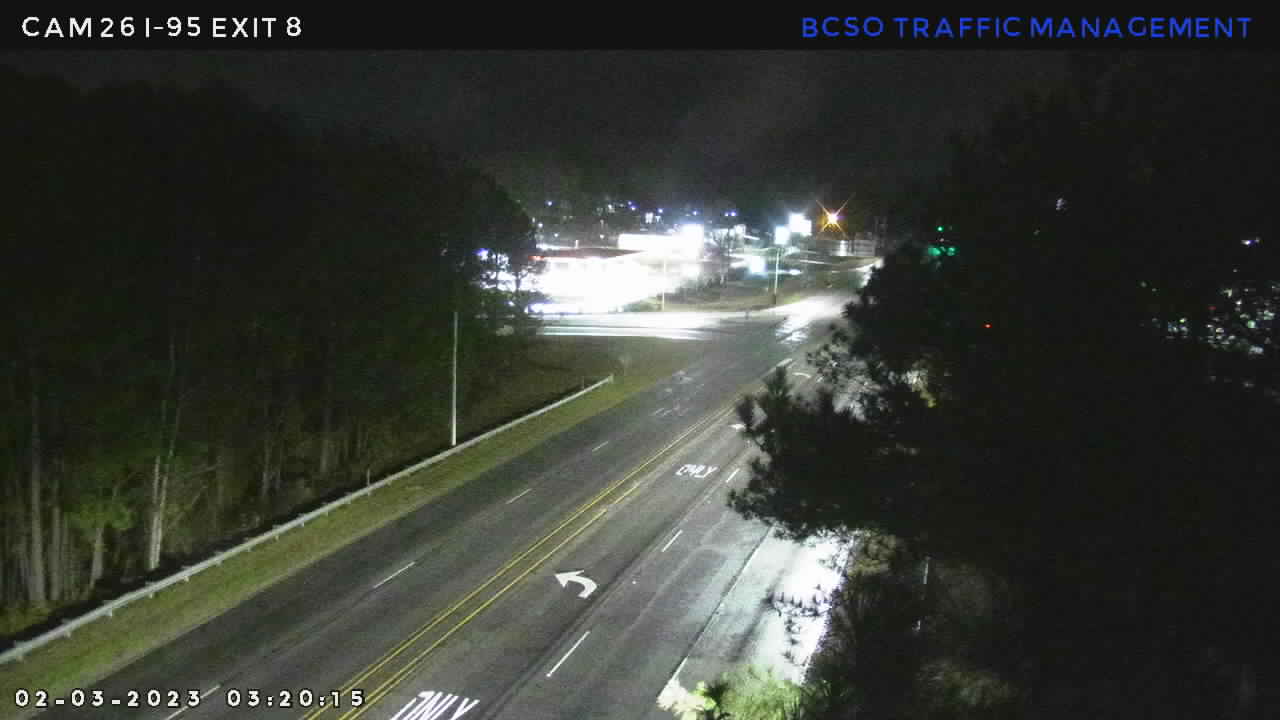 CAM 26 I-95 EXIT 8
BCSO TRAFFIC MANAGEMENT
ONLY
ONLY
02-03-2023 03:20:15